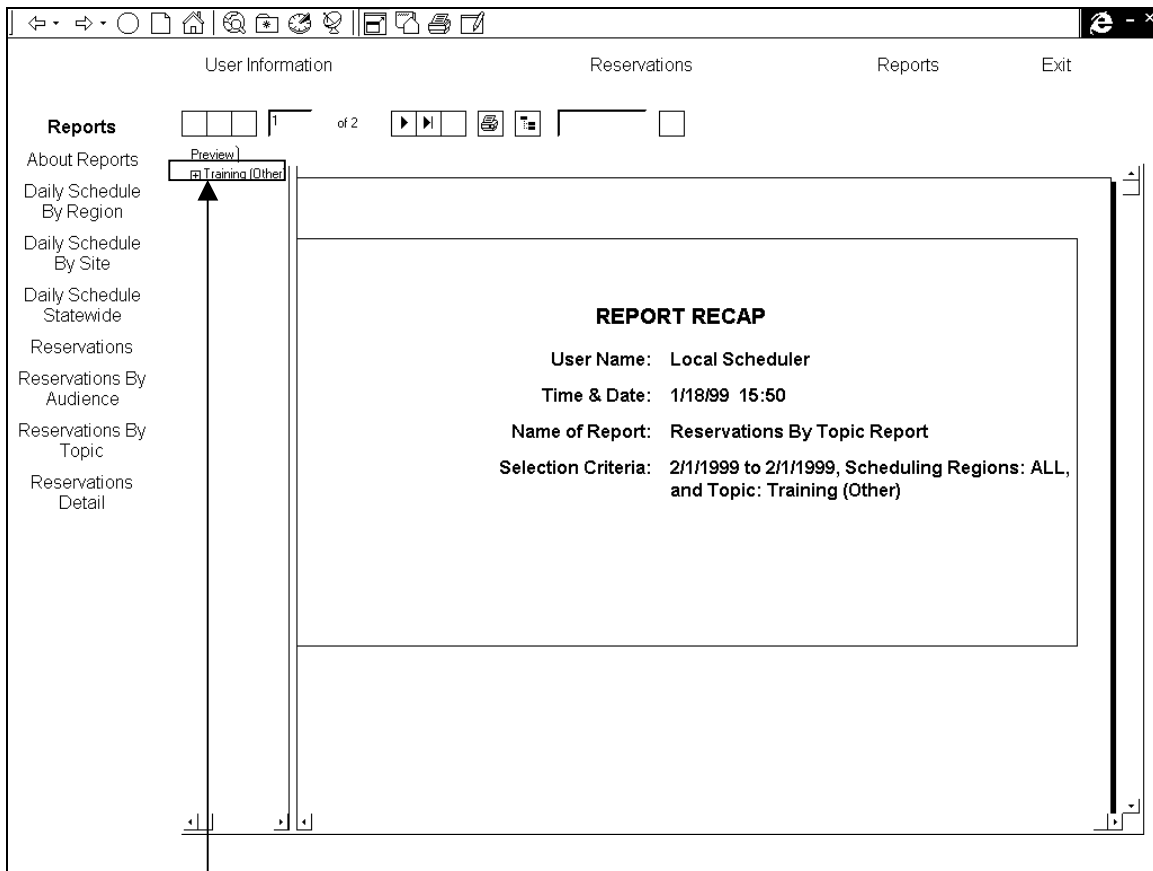 User Information Reservations Reports Exit
Reports
1 of 2
About Reports
Daily Schedule
By Region
Daily Schedule
By Site
Daily Schedule
Statewide
Reservations
Reservations By
Audience
Reservations By
Topic
Reservations
Detail
Preview
Training (Other
REPORT RECAP
User Name: Local Scheduler
Time & Date: 1/18/99 15:50
Name of Report: Reservations By Topic Report
Selection Criteria: 2/1/1999 to 2/1/1999, Scheduling Regions: ALL,
and Topic: Training (Other)